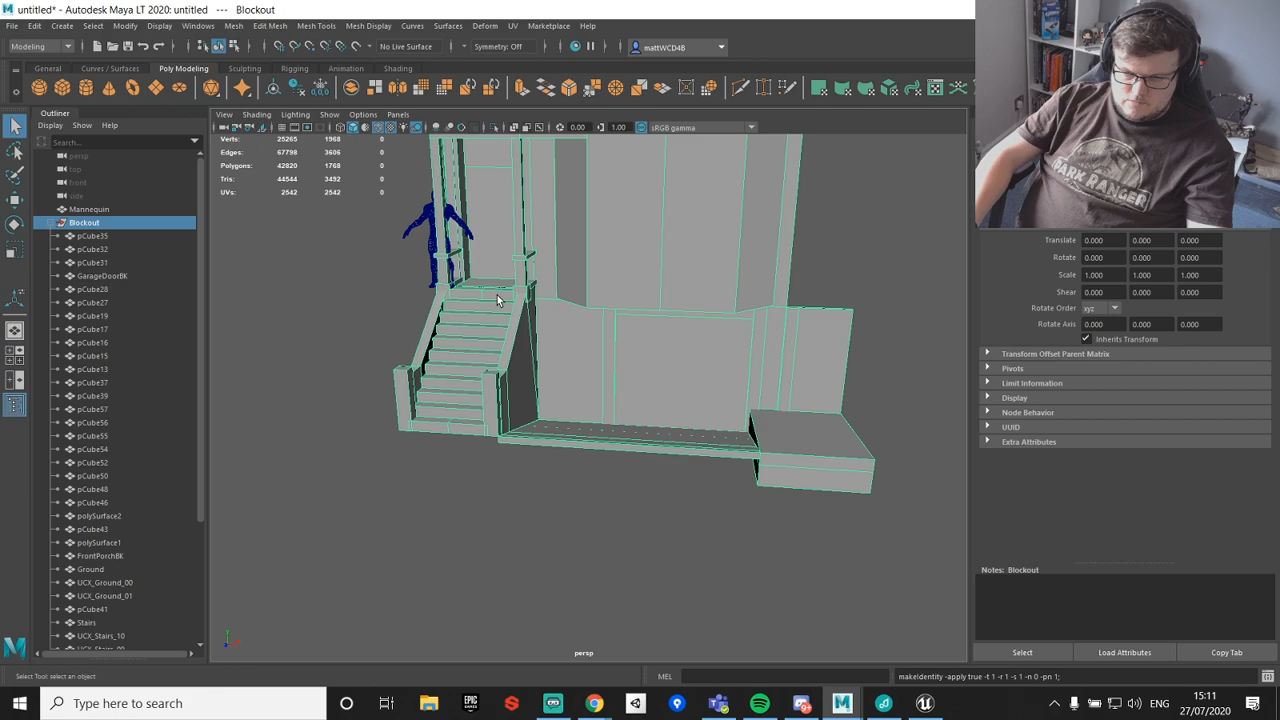 untitled* - Autodesk Maya LT 2020: untitled --- Blockout
File Edit Create Select Modify Display Windows Mesh Edit Mesh Mesh Tools Mesh Display Curves Surfaces Deform UV Marketplace Help
Modeling No Live Surface Symmetry: Off mattWCD4B
General Curves / Surfaces Poly Modeling Sculpting Rigging Animation Shading
Outliner
Display Show Help
Search...
persp
top
front
side
Mannequin
Blockout
pCube35
pCube32
pCube31
GarageDoorBK
pCube28
pCube27
pCube19
pCube17
pCube16
pCube15
pCube13
pCube37
pCube39
pCube57
pCube56
pCube55
pCube54
pCube52
pCube50
pCube48
pCube46
polySurface2
pCube43
polySurface1
FrontPorchBK
Ground
UCX_Ground_00
UCX_Ground_01
pCube41
Stairs
UCX_Stairs_10
View Shading Lighting Show Options Panels
0.00 1.00 sRGB gamma
Verts: 25265 1968 0
Edges: 67798 3606 0
Polygons: 42820 1768 0
Tris: 44544 3492 0
UVs: 2542 2542 0
persp
PARK RANGER
Translate 0.000 0.000 0.000
Rotate 0.000 0.000 0.000
Scale 1.000 1.000 1.000
Shear 0.000 0.000 0.000
Rotate Order xyz
Rotate Axis 0.000 0.000 0.000
Inherits Transform
Transform Offset Parent Matrix
Pivots
Limit Information
Display
Node Behavior
UUID
Extra Attributes
Notes: Blockout
Select Load Attributes Copy Tab
Select Tool: select an object MEL makeIdentity -apply true -t 1 -r 1 -s 1 -n 0 -pn 1;
Type here to search EPIC GAMES ENG 15:11
27/07/2020